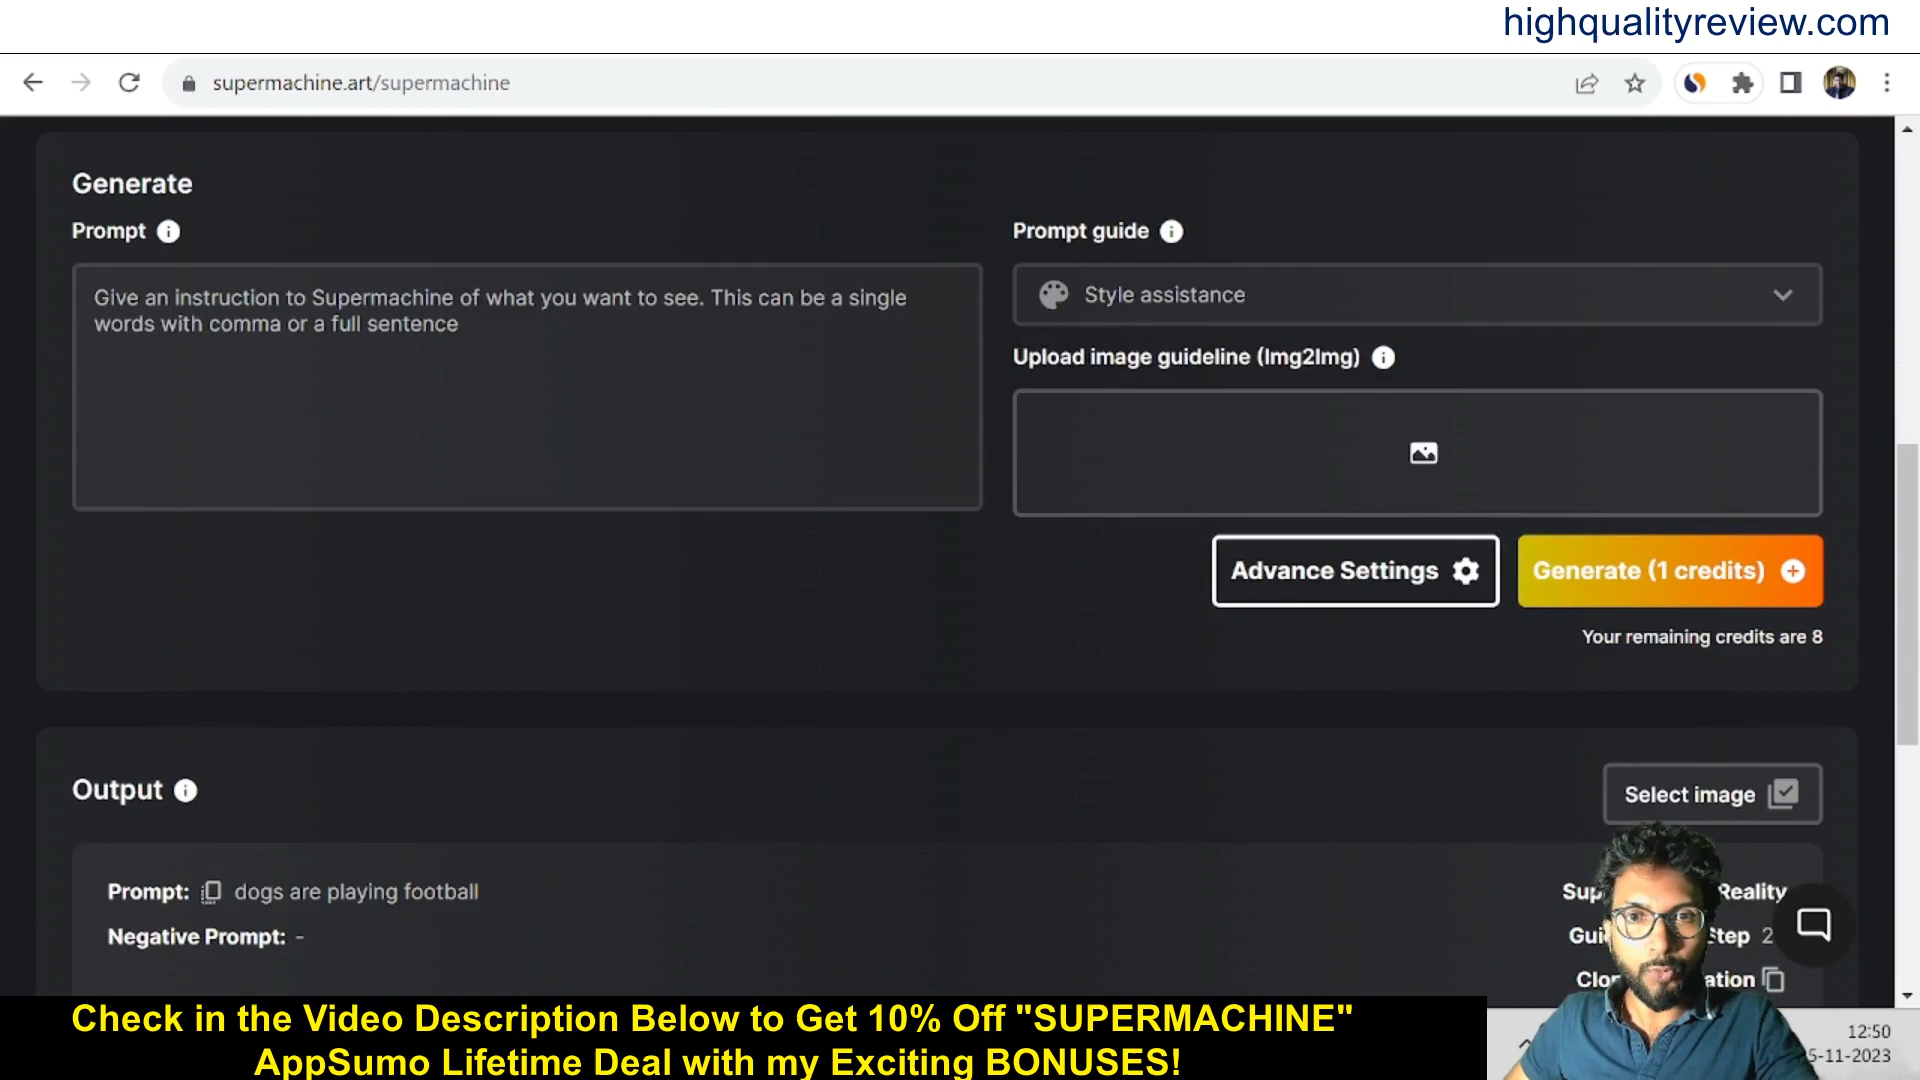 highqualityreview.com
supermachine.art/supermachine
Generate
Prompt
Prompt guide
Give an instruction to Supermachine of what you want to see. This can be a single
words with comma or a full sentence
Style assistance
Upload image guideline (Img2Img)
Advance Settings
Generate (1 credits)
Your remaining credits are 8
Output
Select image
Prompt: dogs are playing football
Reality
Negative Prompt: -
2
Check in the Video Description Below to Get 10% Off "SUPERMACHINE"
AppSumo Lifetime Deal with my Exciting BONUSES!
12:50
5-11-2023